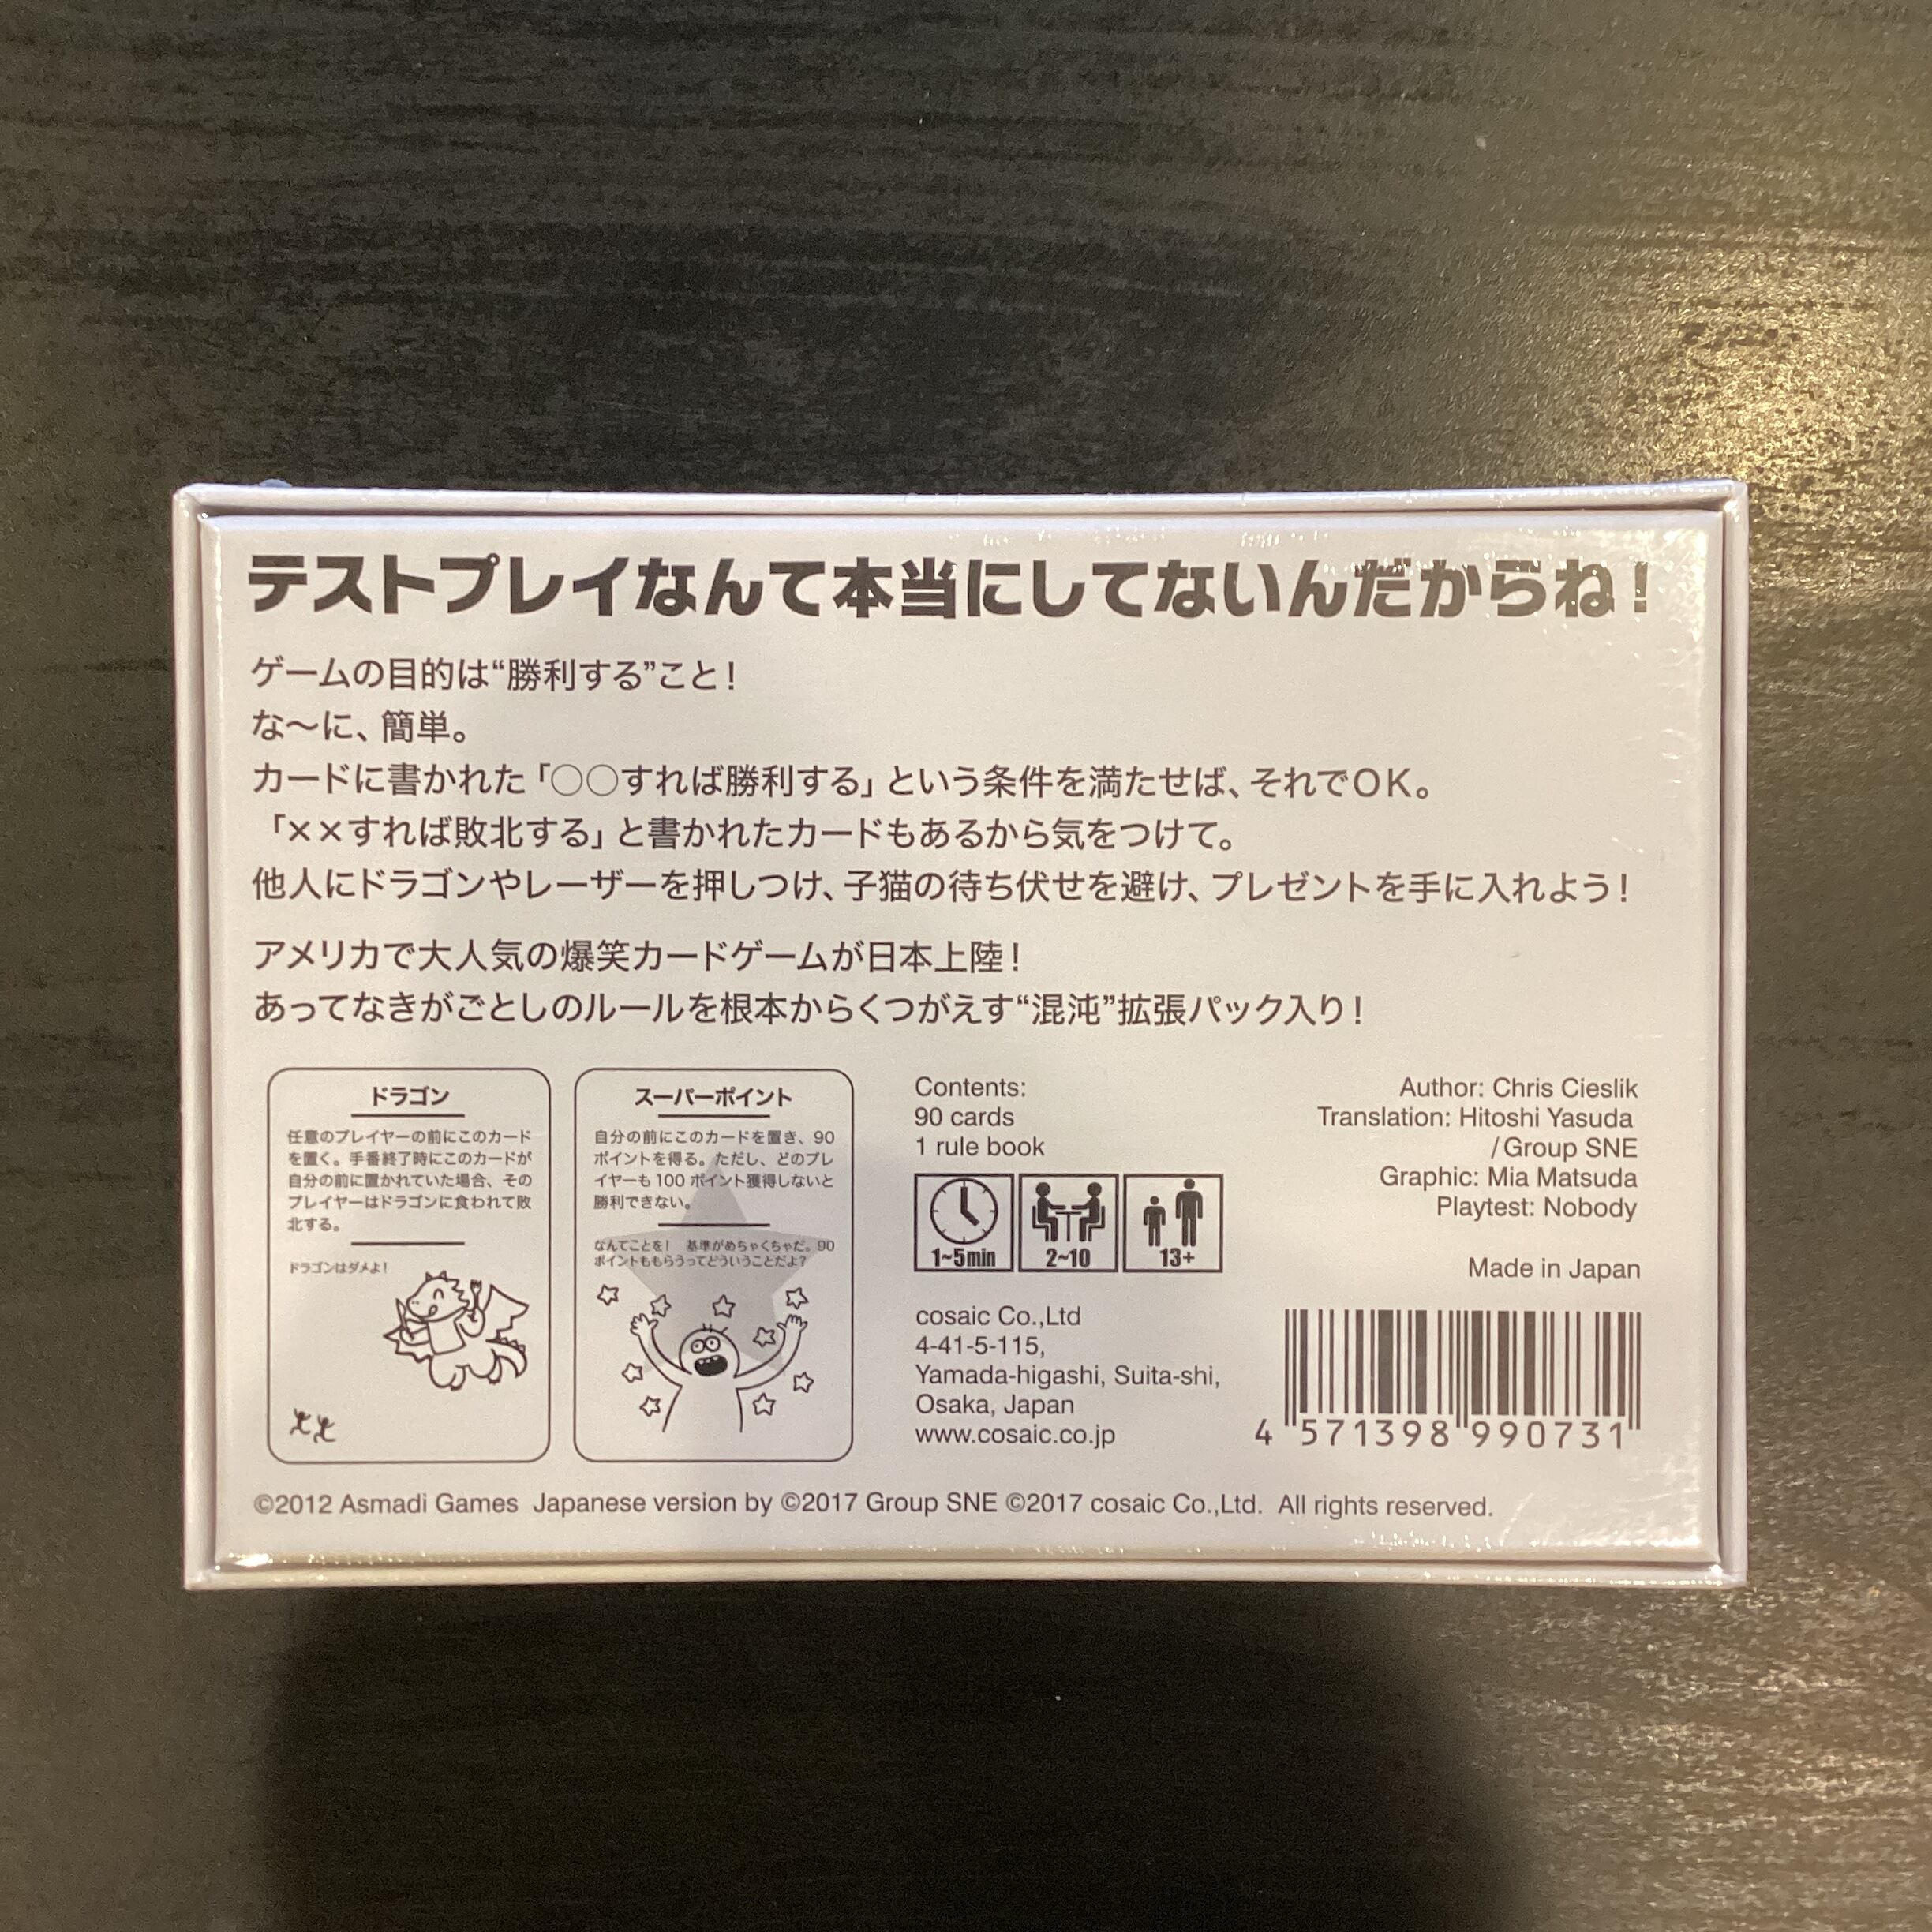 テストプレイなんて本当にしてないんだからね！
ゲームの目的は“勝利する”こと！
な〜に、簡単。
カードに書かれた「○○すれば勝利する」という条件を満たせば、それでOK。
「××すれば敗北する」と書かれたカードもあるから気をつけて。
他人にドラゴンやレーザーを押しつけ、子猫の待ち伏せを避け、プレゼントを手に入れよう！
アメリカで大人気の爆笑カードゲームが日本上陸！
あってなきがごとしのルールを根本からくつがえす“混沌”拡張パック入り！
ドラゴン
任意のプレイヤーの前にこのカード
を置く。手番終了時にこのカードが
自分の前に置かれていた場合、その
プレイヤーはドラゴンに食われて敗
北する。
ドラゴンはダメよ！
スーパーポイント
自分の前にこのカードを置き、90
ポイントを得る。ただし、どのプレ
イヤーも100ポイント獲得しないと
勝利できない。
なんてことを！　基準がめちゃくちゃだ。90
ポイントももらうってどういうことだよ？
Contents:
90 cards
1 rule book
1~5min
2~10
13+
cosaic Co.,Ltd
4-41-5-115,
Yamada-higashi, Suita-shi,
Osaka, Japan
www.cosaic.co.jp
Author: Chris Cieslik
Translation: Hitoshi Yasuda
/Group SNE
Graphic: Mia Matsuda
Playtest: Nobody
Made in Japan
4 571398 990731
©2012 Asmadi Games Japanese version by ©2017 Group SNE ©2017 cosaic Co.,Ltd. All rights reserved.